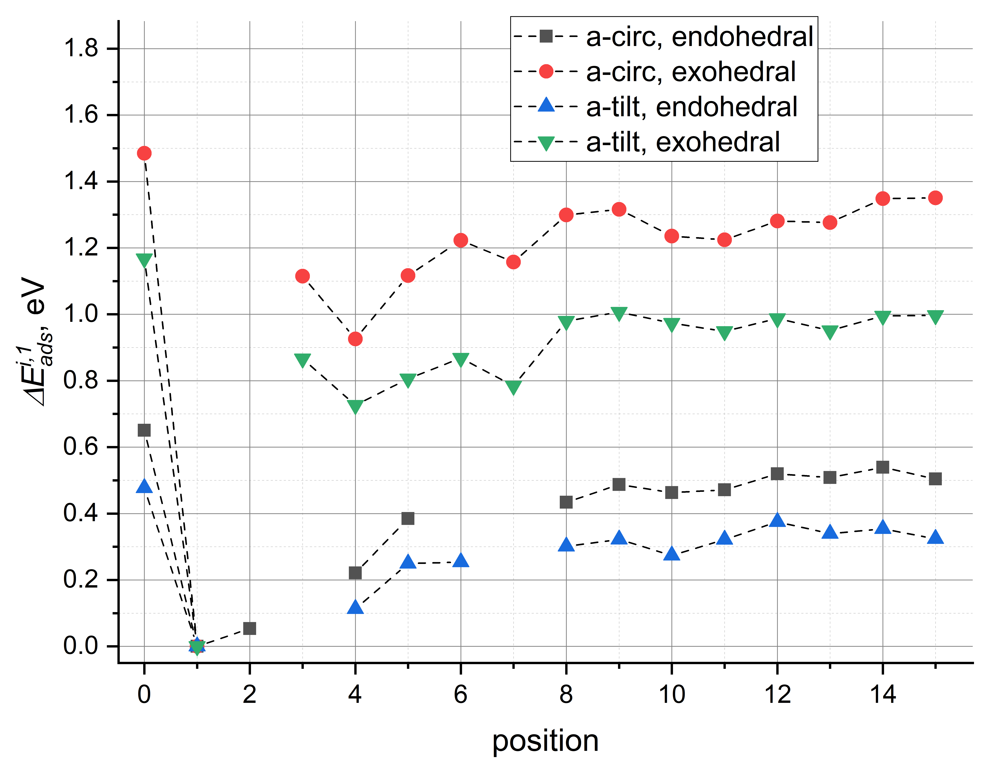 a-circ, endohedral
a-circ, exohedral
a-tilt, endohedral
a-tilt, exohedral
1.8
1.6
1.4
1.2
1.0
0.8
0.6
0.4
0.2
0.0
ΔE^{i,1}_{ads}, eV
0 2 4 6 8 10 12 14
position